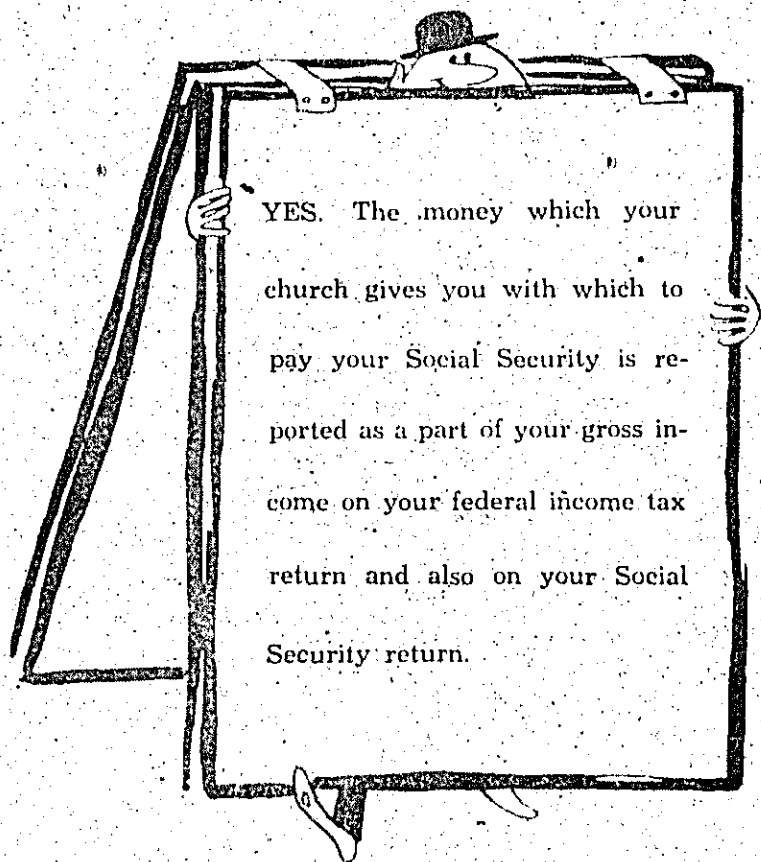 YES. The money which your
church gives you with which to
pay your Social Security is re-
ported as a part of your gross in-
come on your federal income tax
return and also on your Social
Security return.